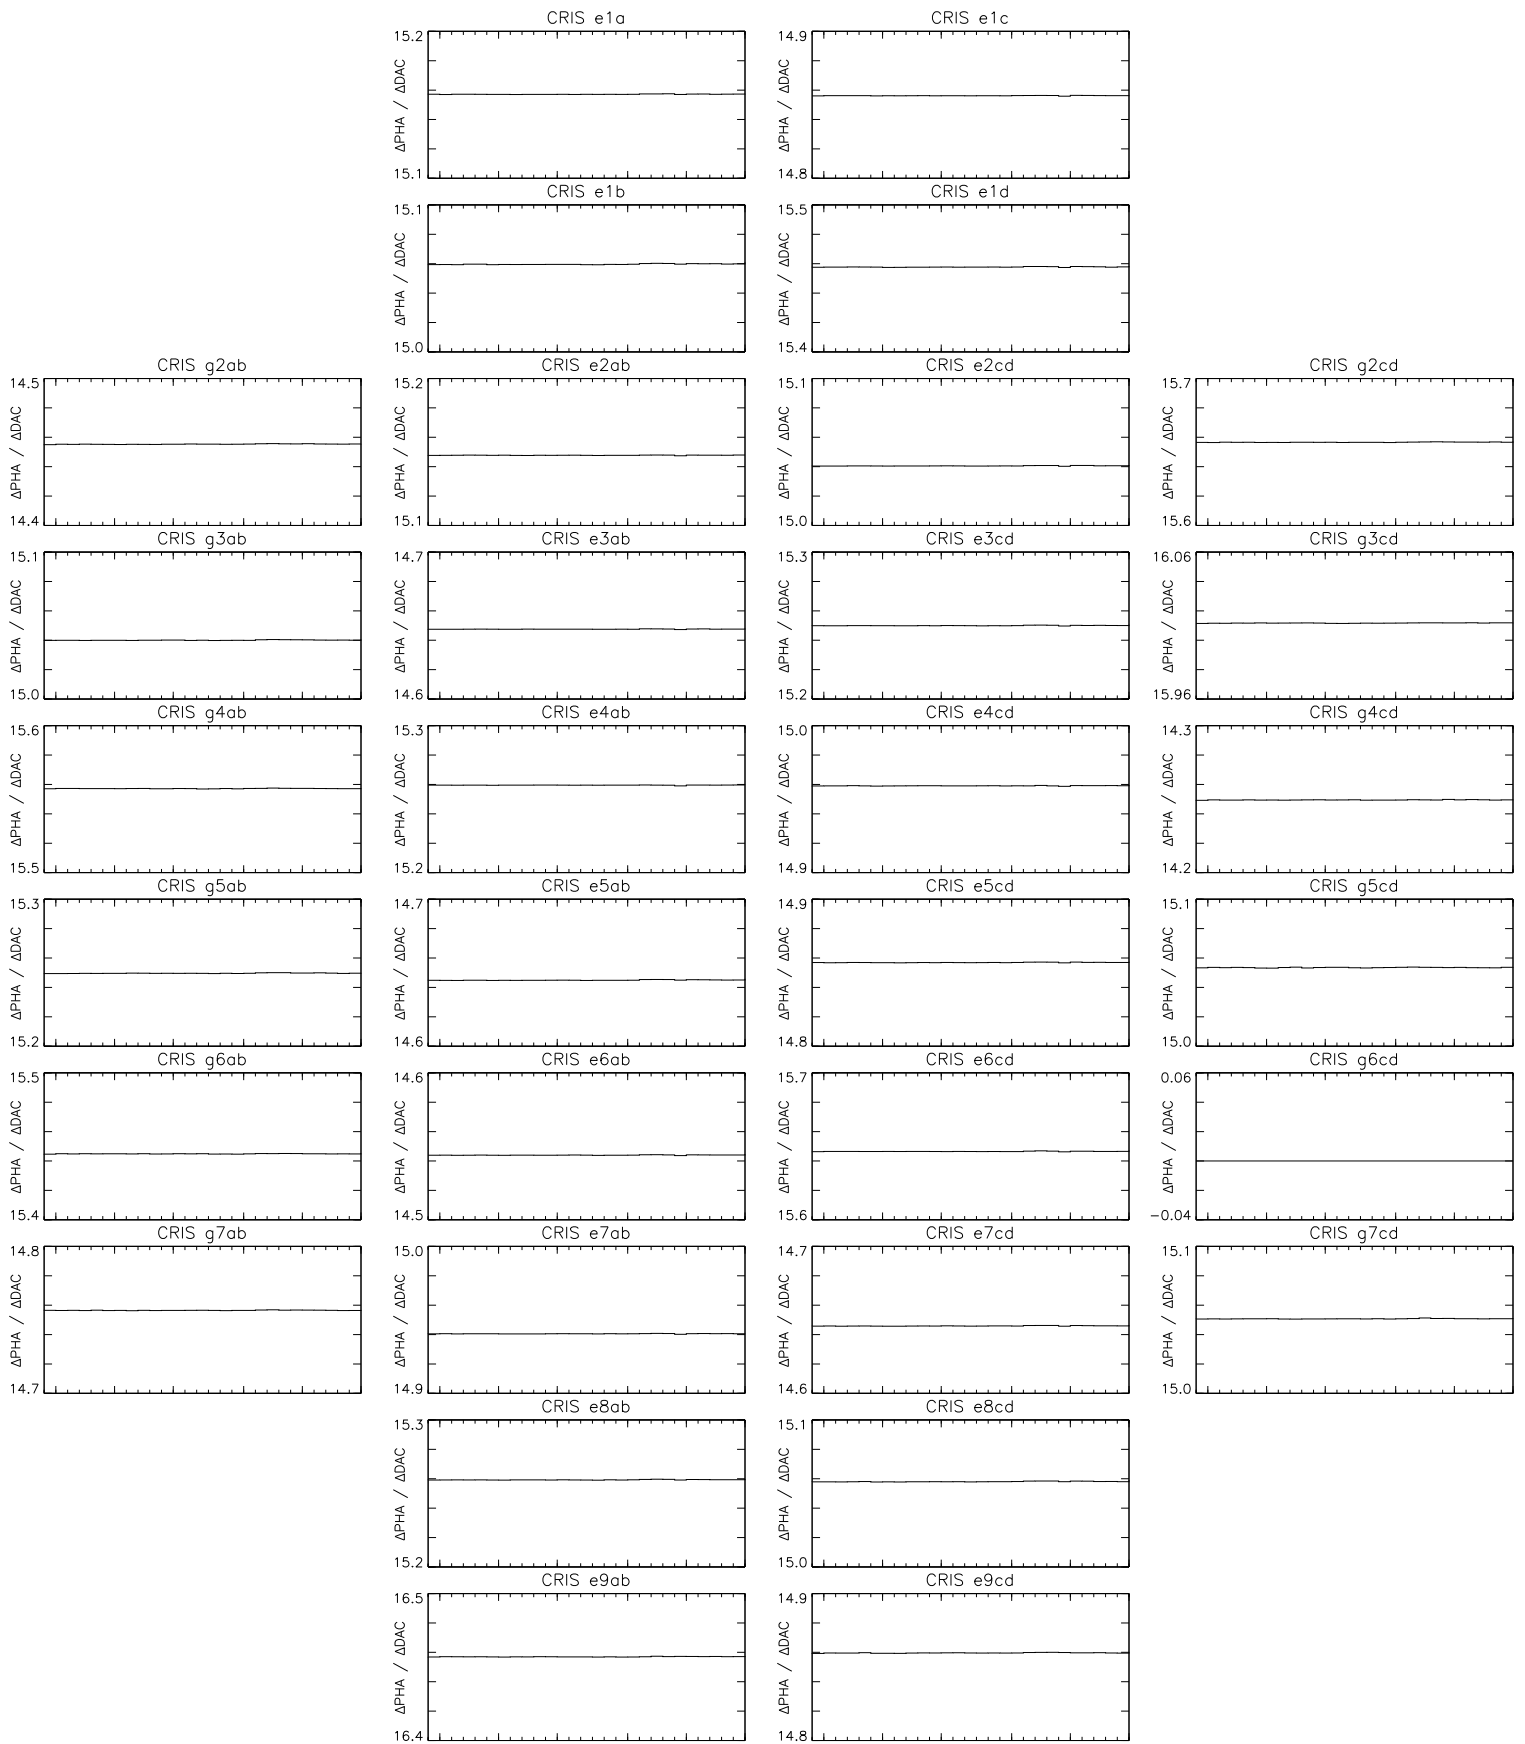 CRIS e1a
15.2
ΔPHA / ΔDAC
15.1
CRIS e1c
14.9
ΔPHA / ΔDAC
14.8
CRIS e1b
15.1
ΔPHA / ΔDAC
15.0
CRIS e1d
15.5
ΔPHA / ΔDAC
15.4
CRIS g2ab
14.5
ΔPHA / ΔDAC
14.4
CRIS e2ab
15.2
ΔPHA / ΔDAC
15.1
CRIS e2cd
15.1
ΔPHA / ΔDAC
15.0
CRIS g2cd
15.7
ΔPHA / ΔDAC
15.6
CRIS g3ab
15.1
ΔPHA / ΔDAC
15.0
CRIS e3ab
14.7
ΔPHA / ΔDAC
14.6
CRIS e3cd
15.3
ΔPHA / ΔDAC
15.2
CRIS g3cd
16.06
ΔPHA / ΔDAC
15.96
CRIS g4ab
15.6
ΔPHA / ΔDAC
15.5
CRIS e4ab
15.3
ΔPHA / ΔDAC
15.2
CRIS e4cd
15.0
ΔPHA / ΔDAC
14.9
CRIS g4cd
14.3
ΔPHA / ΔDAC
14.2
CRIS g5ab
15.3
ΔPHA / ΔDAC
15.2
CRIS e5ab
14.7
ΔPHA / ΔDAC
14.6
CRIS e5cd
14.9
ΔPHA / ΔDAC
14.8
CRIS g5cd
15.1
ΔPHA / ΔDAC
15.0
CRIS g6ab
15.5
ΔPHA / ΔDAC
15.4
CRIS e6ab
14.6
ΔPHA / ΔDAC
14.5
CRIS e6cd
15.7
ΔPHA / ΔDAC
15.6
CRIS g6cd
0.06
ΔPHA / ΔDAC
−0.04
CRIS g7ab
14.8
ΔPHA / ΔDAC
14.7
CRIS e7ab
15.0
ΔPHA / ΔDAC
14.9
CRIS e7cd
14.7
ΔPHA / ΔDAC
14.6
CRIS g7cd
15.1
ΔPHA / ΔDAC
15.0
CRIS e8ab
15.3
ΔPHA / ΔDAC
15.2
CRIS e8cd
15.1
ΔPHA / ΔDAC
15.0
CRIS e9ab
16.5
ΔPHA / ΔDAC
16.4
CRIS e9cd
14.9
ΔPHA / ΔDAC
14.8